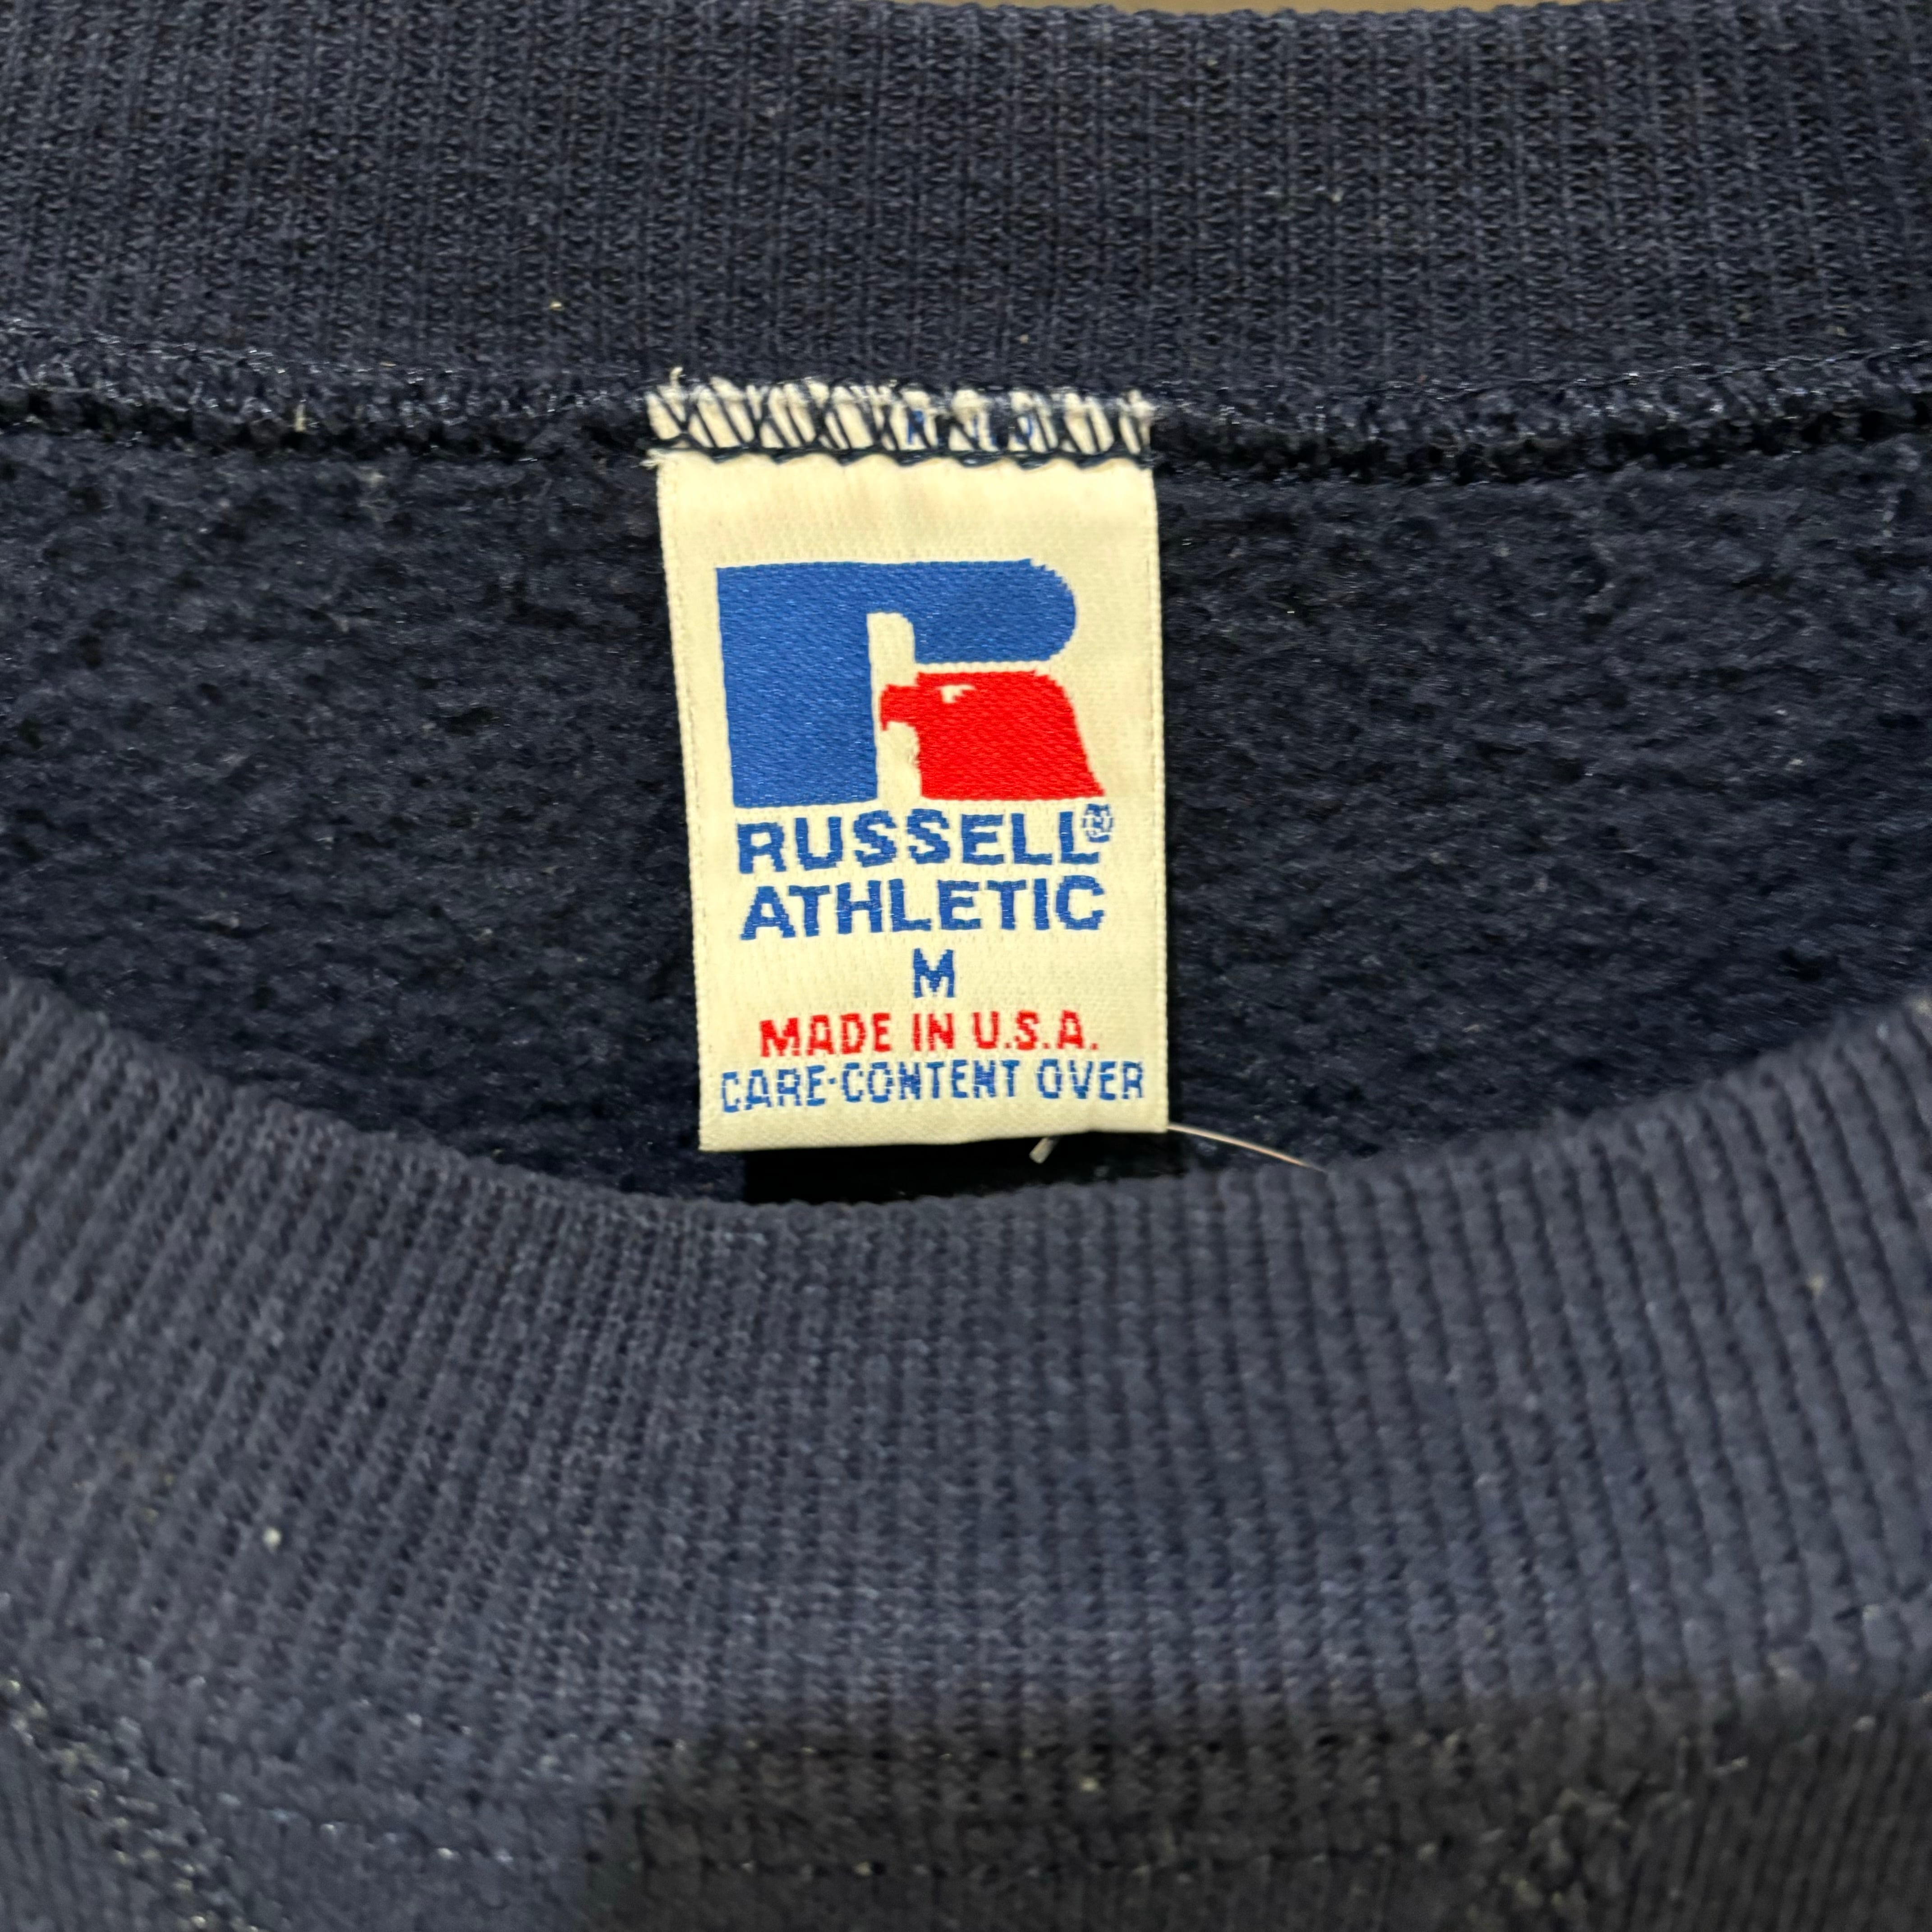 RUSSELL®
ATHLETIC
M
MADE IN U.S.A.
CARE·CONTENT OVER